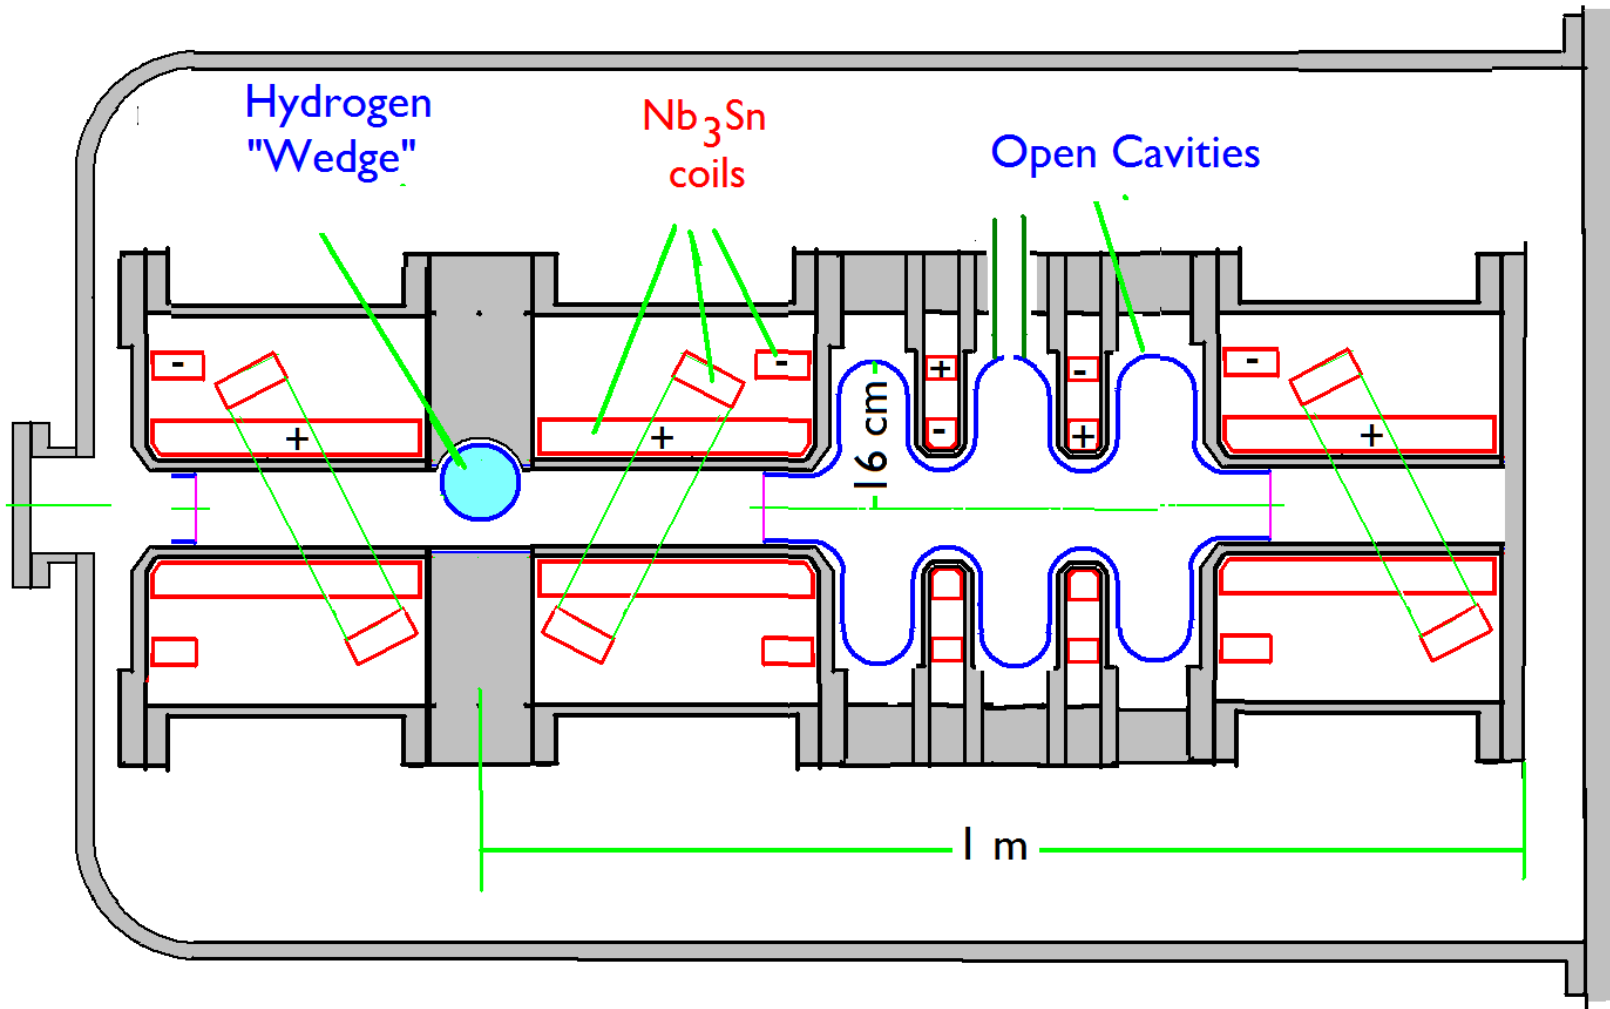 Hydrogen
"Wedge"
Nb3Sn
coils
Open Cavities
- - + - -
16 cm
+ + - + +
1 m